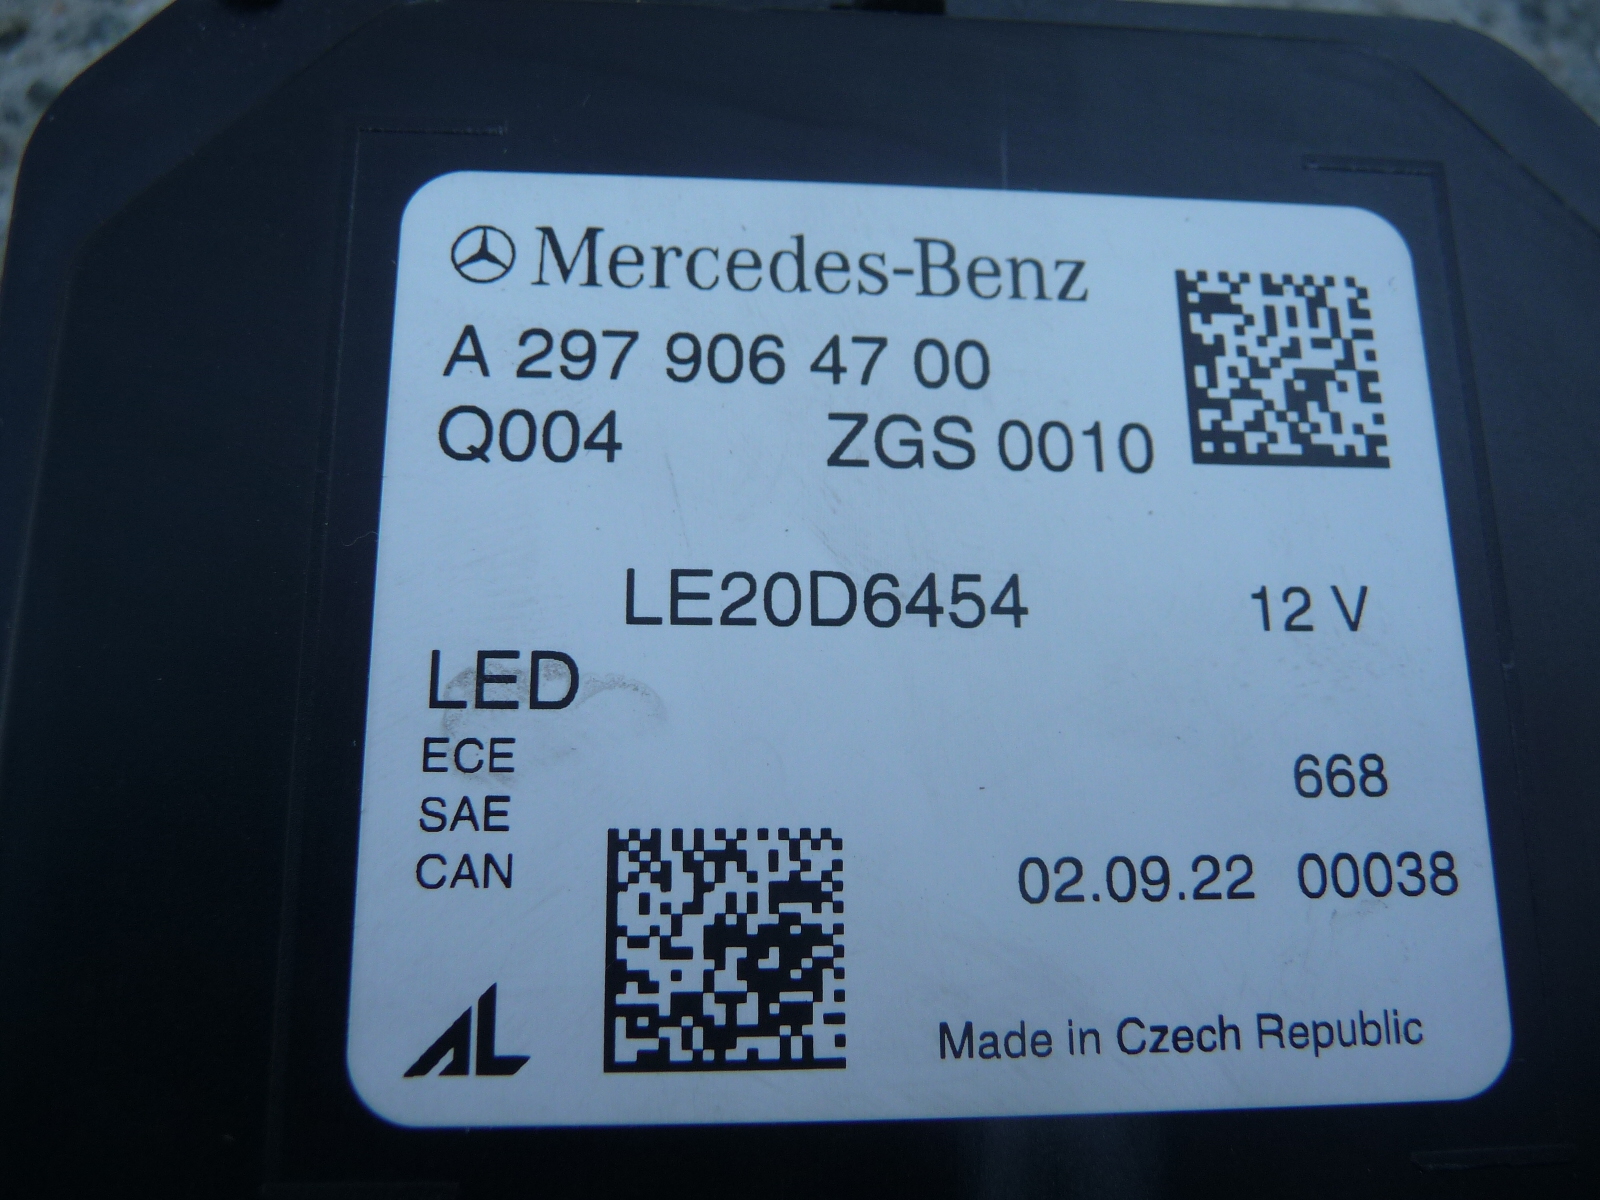 Mercedes-Benz
A 297 906 47 00
Q004 ZGS 0010
LE20D6454 12 V
LED
ECE
668
SAE
CAN
02.09.22 00038
AL
Made in Czech Republic